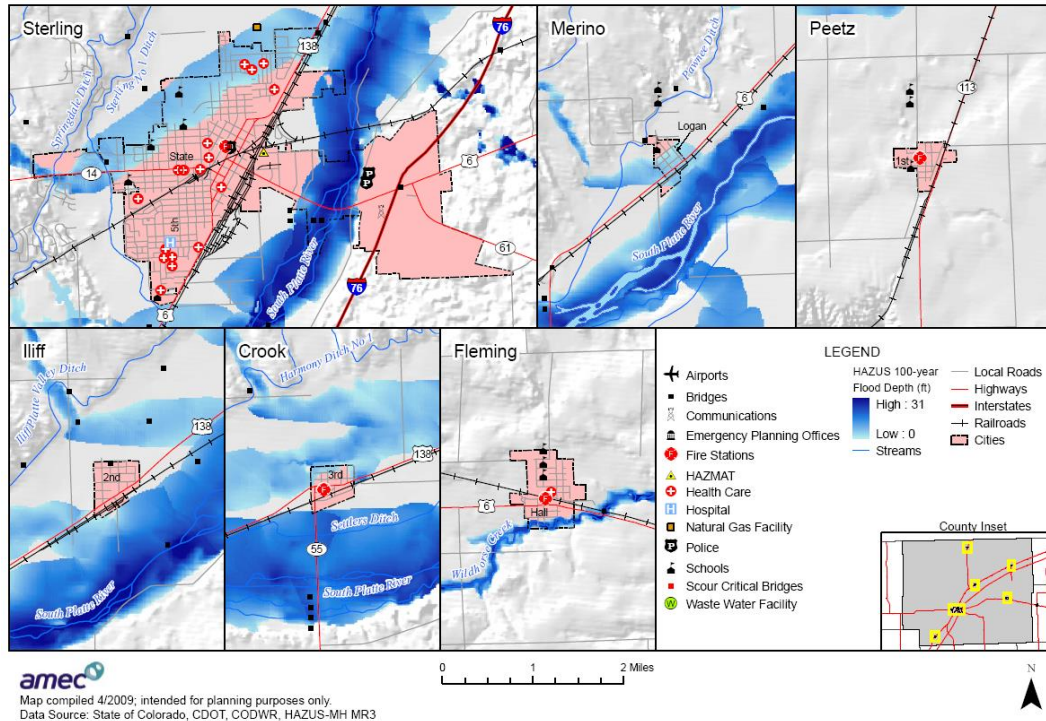 Sterling
138
76
Springdale Ditch
Sterling No 1 Ditch
State
14
6
5th
H
P
P
South Platte River
61
76
6
Merino
Pawnee Ditch
6
Logan
South Platte River
Peetz
113
1st
F
Iliff
Iliff Platte Valley Ditch
138
2nd
South Platte River
Crook
Harmony Ditch No 1
138
3rd
F
Settlers Ditch
55
South Platte River
Fleming
6
F
Hall
Wildhorse Creek
LEGEND
Airports
Bridges
Communications
Emergency Planning Offices
F Fire Stations
HAZMAT
Health Care
H Hospital
Natural Gas Facility
P Police
Schools
Scour Critical Bridges
W Waste Water Facility
HAZUS 100-year
Flood Depth (ft)
High : 31
Low : 0
Streams
Local Roads
Highways
Interstates
Railroads
Cities
County Inset
0 1 2 Miles
N
amec
Map compiled 4/2009; intended for planning purposes only.
Data Source: State of Colorado, CDOT, CODWR, HAZUS-MH MR3